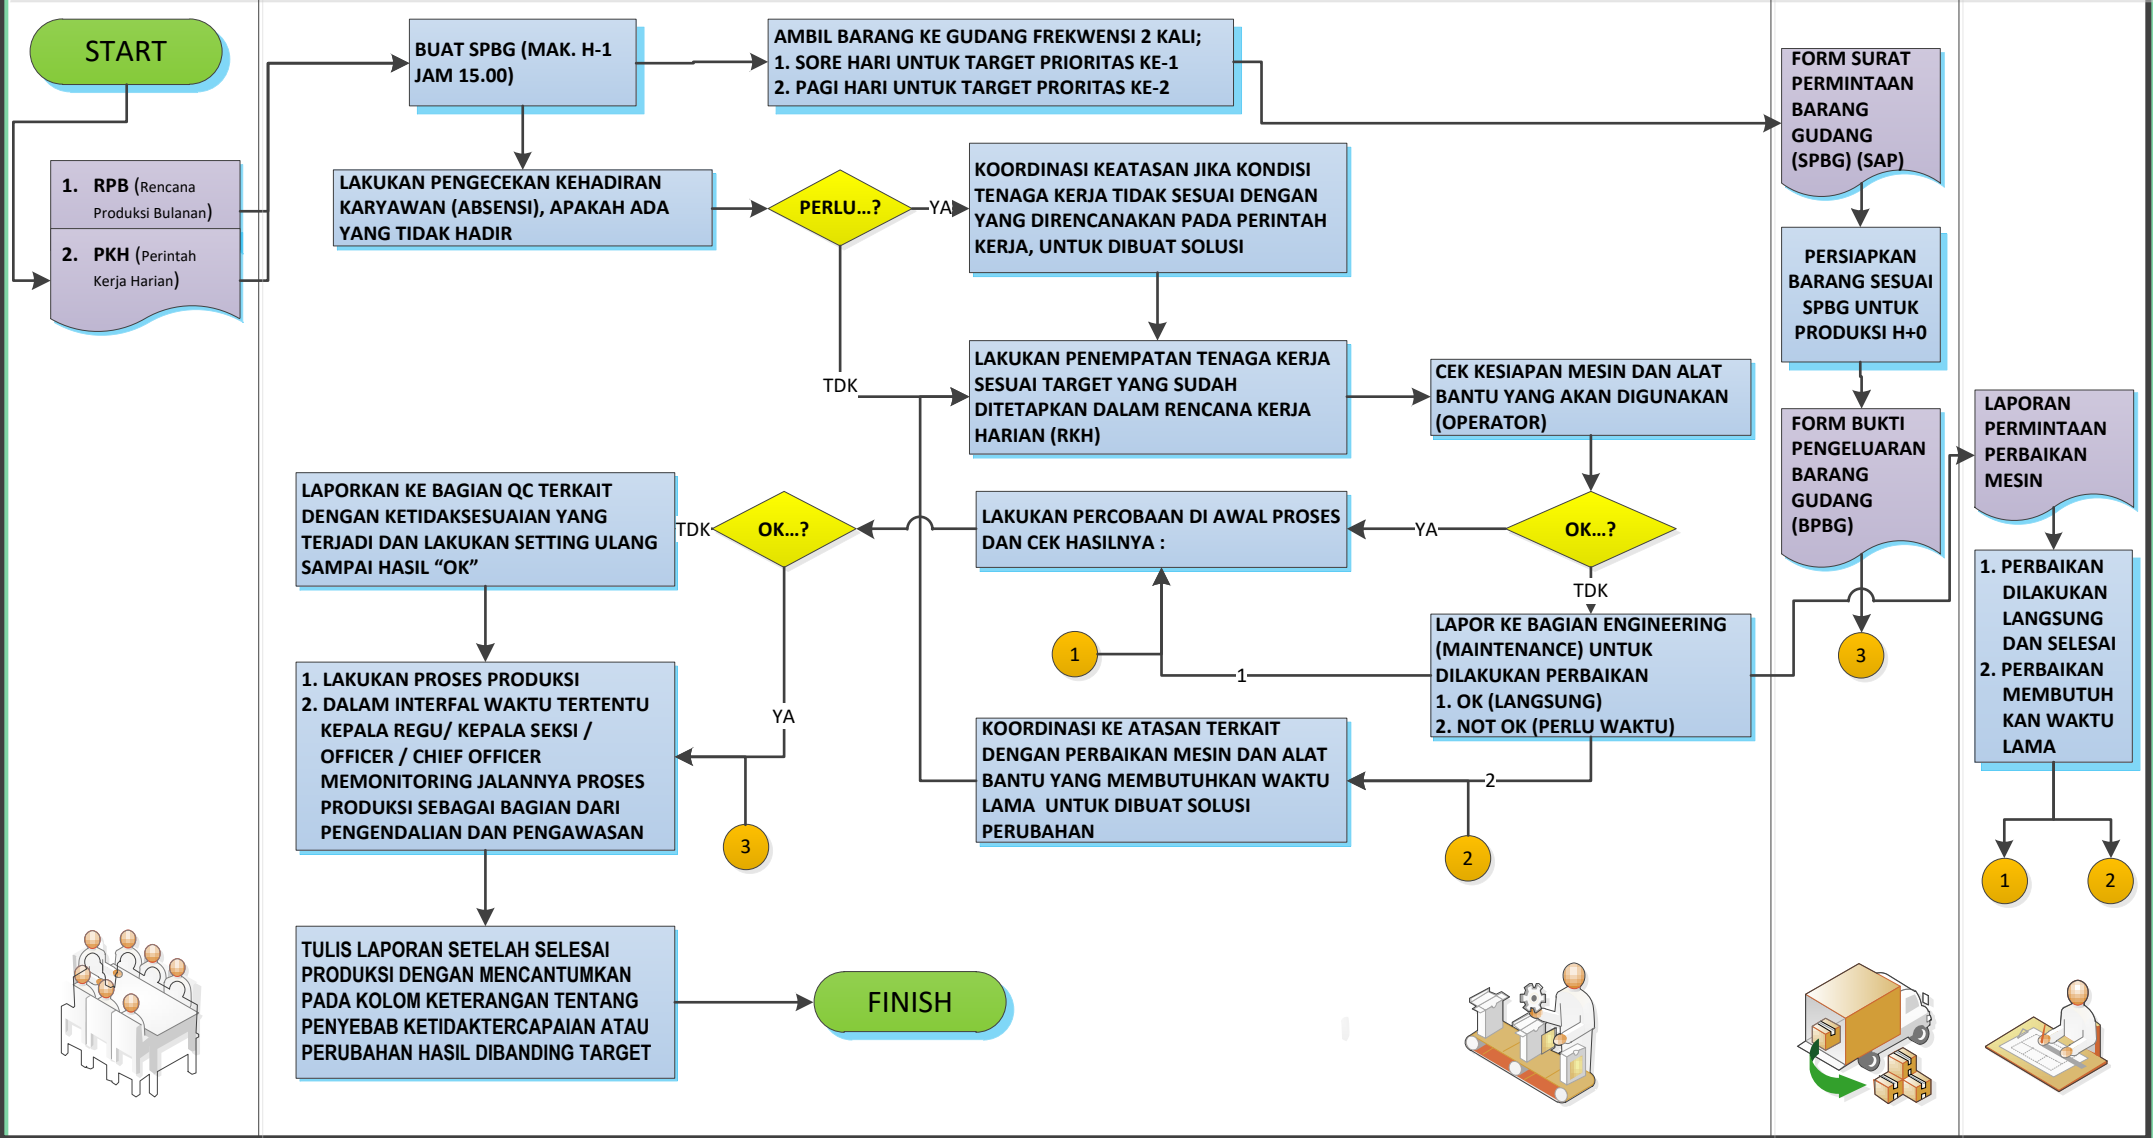 START
1. RPB (Rencana
Produksi Bulanan)
2. PKH (Perintah
Kerja Harian)
BUAT SPBG (MAK. H-1
JAM 15.00)
AMBIL BARANG KE GUDANG FREKWENSI 2 KALI;
1. SORE HARI UNTUK TARGET PRIORITAS KE-1
2. PAGI HARI UNTUK TARGET PRORITAS KE-2
LAKUKAN PENGECEKAN KEHADIRAN
KARYAWAN (ABSENSI), APAKAH ADA
YANG TIDAK HADIR
PERLU...?
YA
TDK
KOORDINASI KEATASAN JIKA KONDISI
TENAGA KERJA TIDAK SESUAI DENGAN
YANG DIRENCANAKAN PADA PERINTAH
KERJA, UNTUK DIBUAT SOLUSI
LAKUKAN PENEMPATAN TENAGA KERJA
SESUAI TARGET YANG SUDAH
DITETAPKAN DALAM RENCANA KERJA
HARIAN (RKH)
CEK KESIAPAN MESIN DAN ALAT
BANTU YANG AKAN DIGUNAKAN
(OPERATOR)
OK...?
YA
TDK
LAKUKAN PERCOBAAN DI AWAL PROSES
DAN CEK HASILNYA :
OK...?
TDK
YA
LAPORKAN KE BAGIAN QC TERKAIT
DENGAN KETIDAKSESUAIAN YANG
TERJADI DAN LAKUKAN SETTING ULANG
SAMPAI HASIL “OK”
1
1
LAPOR KE BAGIAN ENGINEERING
(MAINTENANCE) UNTUK
DILAKUKAN PERBAIKAN
1. OK (LANGSUNG)
2. NOT OK (PERLU WAKTU)
KOORDINASI KE ATASAN TERKAIT
DENGAN PERBAIKAN MESIN DAN ALAT
BANTU YANG MEMBUTUHKAN WAKTU
LAMA UNTUK DIBUAT SOLUSI
PERUBAHAN
2
2
1. LAKUKAN PROSES PRODUKSI
2. DALAM INTERFAL WAKTU TERTENTU
KEPALA REGU/ KEPALA SEKSI /
OFFICER / CHIEF OFFICER
MEMONITORING JALANNYA PROSES
PRODUKSI SEBAGAI BAGIAN DARI
PENGENDALIAN DAN PENGAWASAN
3
TULIS LAPORAN SETELAH SELESAI
PRODUKSI DENGAN MENCANTUMKAN
PADA KOLOM KETERANGAN TENTANG
PENYEBAB KETIDAKTERCAPAIAN ATAU
PERUBAHAN HASIL DIBANDING TARGET
FINISH
FORM SURAT
PERMINTAAN
BARANG
GUDANG
(SPBG) (SAP)
PERSIAPKAN
BARANG SESUAI
SPBG UNTUK
PRODUKSI H+0
FORM BUKTI
PENGELUARAN
BARANG
GUDANG
(BPBG)
3
LAPORAN
PERMINTAAN
PERBAIKAN
MESIN
1. PERBAIKAN
DILAKUKAN
LANGSUNG
DAN SELESAI
2. PERBAIKAN
MEMBUTUH
KAN WAKTU
LAMA
1
2